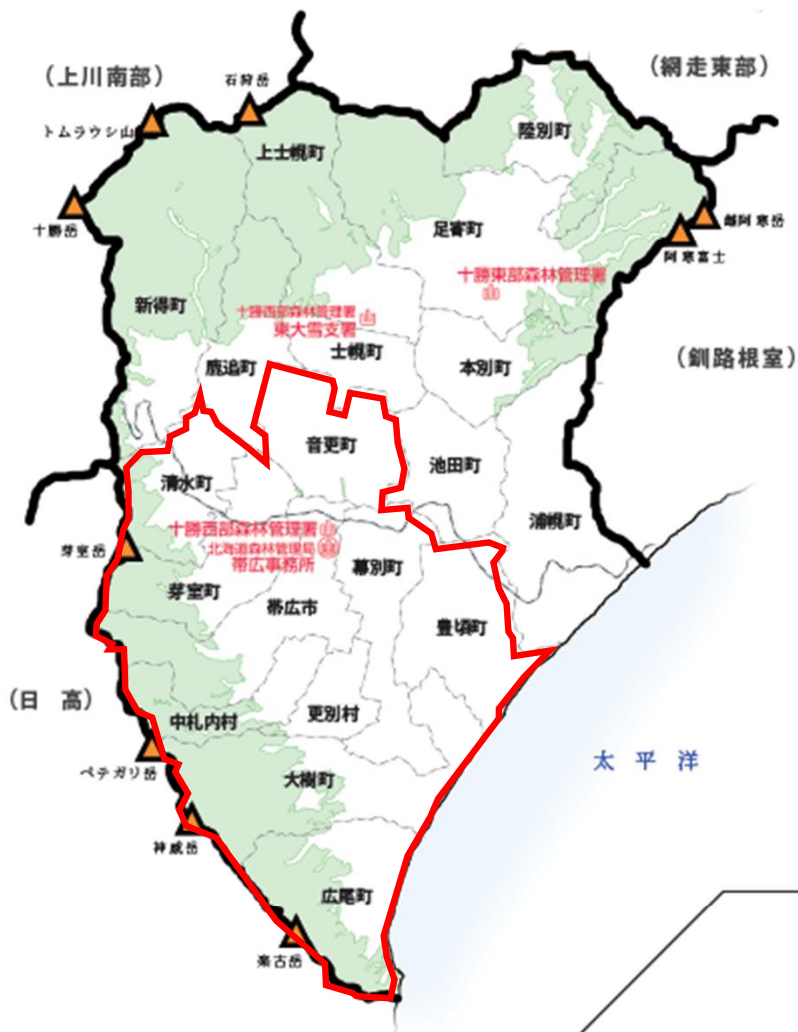 (上川南部)
石狩岳
(網走東部)
トムラウシ山
上士幌町
陸別町
十勝岳
足寄町
雌阿寒岳
阿寒富士
十勝東部森林管理署
新得町
十勝西部森林管理署
東大雪支署
鹿追町
士幌町
本別町
(釧路根室)
音更町
池田町
清水町
浦幌町
十勝西部森林管理署
北海道森林管理局
帯広事務所
芽室岳
幕別町
芽室町
帯広市
豊頃町
(日 高)
中札内村
更別村
ペテガリ岳
大樹町
太 平 洋
神威岳
広尾町
楽古岳